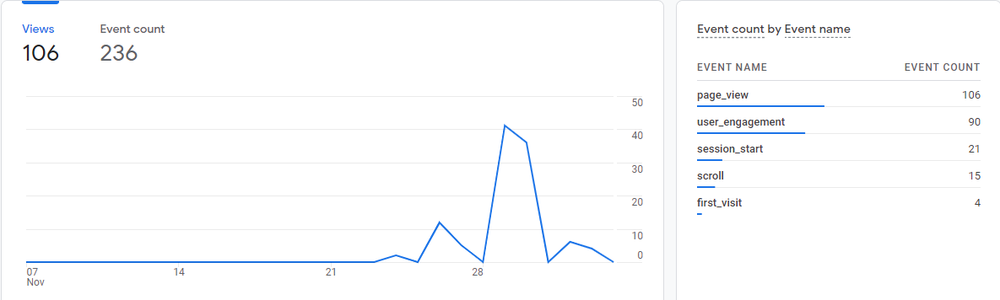 Views Event count
106 236
50
40
30
20
10
0
07 14 21 28
Nov
Event count by Event name
EVENT NAME EVENT COUNT
page_view 106
user_engagement 90
session_start 21
scroll 15
first_visit 4